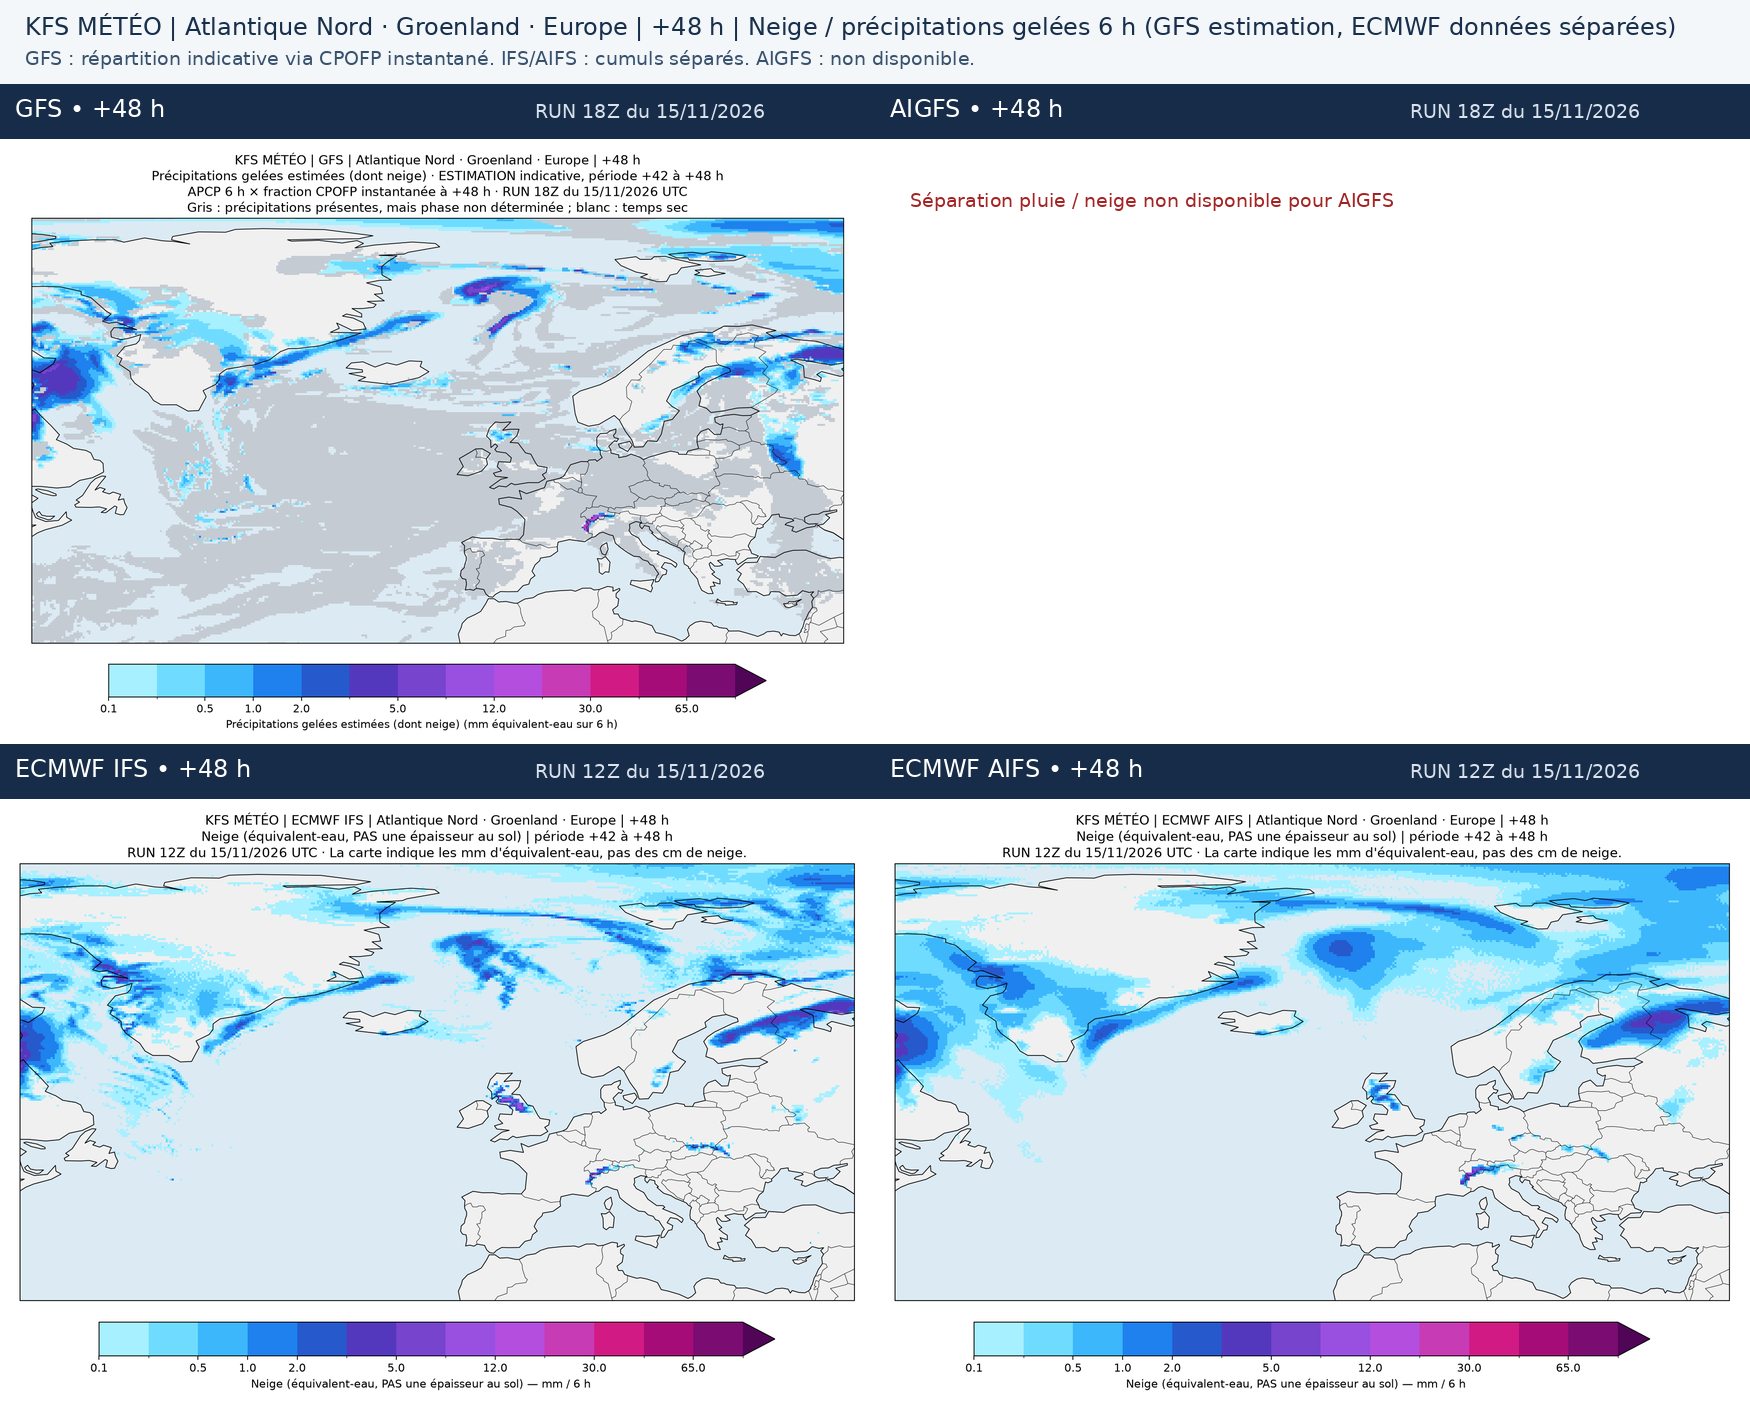 KFS MÉTÉO | Atlantique Nord · Groenland · Europe | +48 h | Neige / précipitations gelées 6 h (GFS estimation, ECMWF données séparées)
GFS : répartition indicative via CPOFP instantané. IFS/AIFS : cumuls séparés. AIGFS : non disponible.
GFS • +48 h
RUN 18Z du 15/11/2026
AIGFS • +48 h
RUN 18Z du 15/11/2026
KFS MÉTÉO | GFS | Atlantique Nord · Groenland · Europe | +48 h
Précipitations gelées estimées (dont neige) · ESTIMATION indicative, période +42 à +48 h
APCP 6 h × fraction CPOFP instantanée à +48 h · RUN 18Z du 15/11/2026 UTC
Gris : précipitations présentes, mais phase non déterminée ; blanc : temps sec
Séparation pluie / neige non disponible pour AIGFS
0.1 0.5 1.0 2.0 5.0 12.0 30.0 65.0
Précipitations gelées estimées (dont neige) (mm équivalent-eau sur 6 h)
ECMWF IFS • +48 h
RUN 12Z du 15/11/2026
ECMWF AIFS • +48 h
RUN 12Z du 15/11/2026
KFS MÉTÉO | ECMWF IFS | Atlantique Nord · Groenland · Europe | +48 h
Neige (équivalent-eau, PAS une épaisseur au sol) | période +42 à +48 h
RUN 12Z du 15/11/2026 UTC · La carte indique les mm d'équivalent-eau, pas des cm de neige.
KFS MÉTÉO | ECMWF AIFS | Atlantique Nord · Groenland · Europe | +48 h
Neige (équivalent-eau, PAS une épaisseur au sol) | période +42 à +48 h
RUN 12Z du 15/11/2026 UTC · La carte indique les mm d'équivalent-eau, pas des cm de neige.
0.1 0.5 1.0 2.0 5.0 12.0 30.0 65.0
Neige (équivalent-eau, PAS une épaisseur au sol) — mm / 6 h
0.1 0.5 1.0 2.0 5.0 12.0 30.0 65.0
Neige (équivalent-eau, PAS une épaisseur au sol) — mm / 6 h